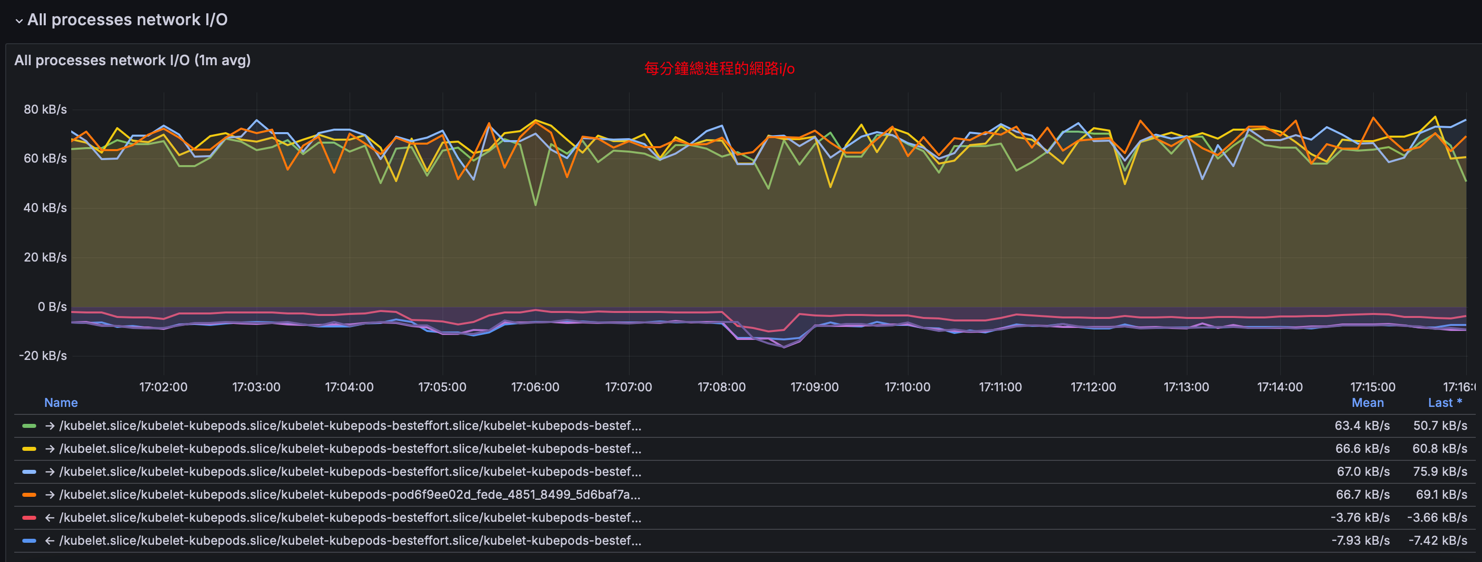 All processes network I/O
All processes network I/O (1m avg)
每分鐘總進程的網路i/o
80 kB/s
60 kB/s
40 kB/s
20 kB/s
0 B/s
-20 kB/s
17:02:00 17:03:00 17:04:00 17:05:00 17:06:00 17:07:00 17:08:00 17:09:00 17:10:00 17:11:00 17:12:00 17:13:00 17:14:00 17:15:00 17:16:0
Name Mean Last *
→ /kubelet.slice/kubelet-kubepods.slice/kubelet-kubepods-besteffort.slice/kubelet-kubepods-bestef... 63.4 kB/s 50.7 kB/s
→ /kubelet.slice/kubelet-kubepods.slice/kubelet-kubepods-besteffort.slice/kubelet-kubepods-bestef... 66.6 kB/s 60.8 kB/s
→ /kubelet.slice/kubelet-kubepods.slice/kubelet-kubepods-besteffort.slice/kubelet-kubepods-bestef... 67.0 kB/s 75.9 kB/s
→ /kubelet.slice/kubelet-kubepods.slice/kubelet-kubepods-pod6f9ee02d_fede_4851_8499_5d6baf7a... 66.7 kB/s 69.1 kB/s
← /kubelet.slice/kubelet-kubepods.slice/kubelet-kubepods-besteffort.slice/kubelet-kubepods-bestef... -3.76 kB/s -3.66 kB/s
← /kubelet.slice/kubelet-kubepods.slice/kubelet-kubepods-besteffort.slice/kubelet-kubepods-bestef... -7.93 kB/s -7.42 kB/s